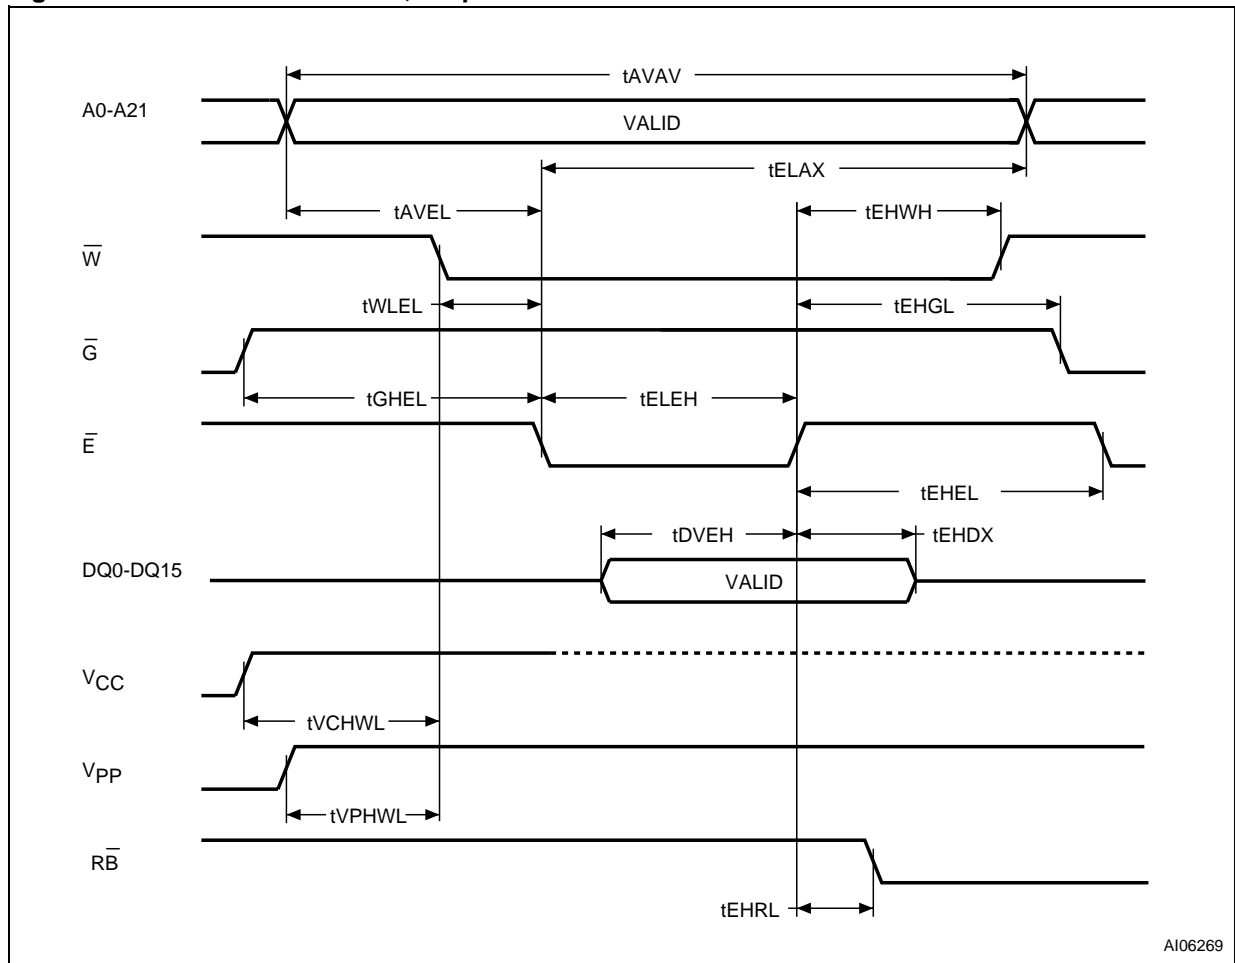 tAVAV
A0-A21
VALID
tELAX
tAVEL
tEHWH
W̅
tWLEL
tEHGL
G̅
tGHEL
tELEH
E̅
tEHEL
tDVEH
tEHDX
DQ0-DQ15
VALID
VCC
tVCHWL
VPP
tVPHWL
RB̅
tEHRL
AI06269